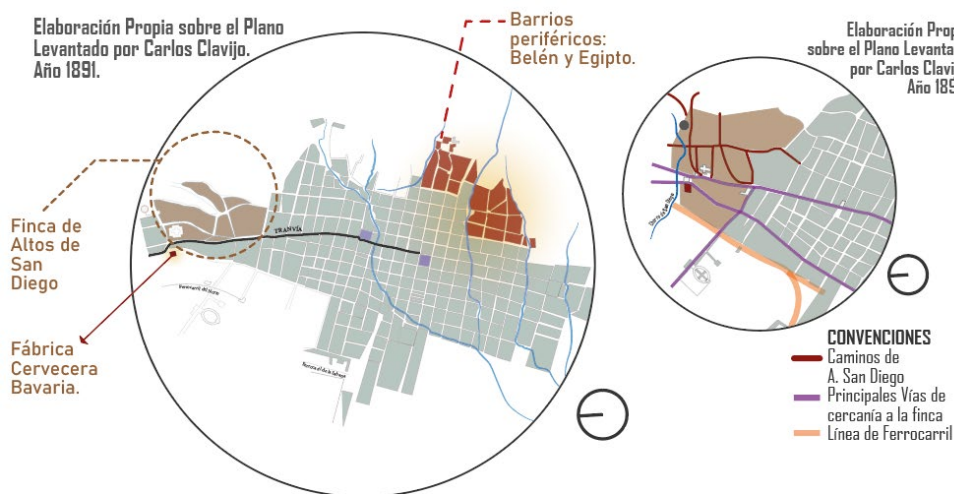 Elaboración Propia sobre el Plano
Levantado por Carlos Clavijo.
Año 1891.
Barrios
periféricos:
Belén y Egipto.
Finca de
Altos de
San
Diego
Fábrica
Cervecera
Bavaria.
TRANVÍA
Elaboración Prop
sobre el Plano Levanta
por Carlos Clavij
Año 189
CONVENCIONES
Caminos de
A. San Diego
Principales Vías de
cercanía a la finca
Línea de Ferrocarril